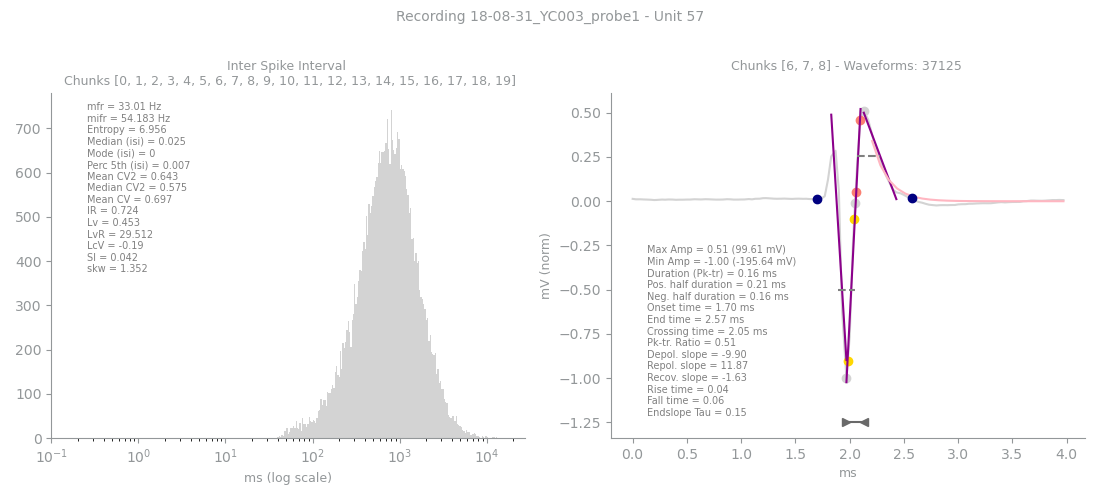 Recording 18-08-31_YC003_probe1 - Unit 57
Inter Spike Interval
Chunks [0, 1, 2, 3, 4, 5, 6, 7, 8, 9, 10, 11, 12, 13, 14, 15, 16, 17, 18, 19]
mfr = 33.01 Hz
mifr = 54.183 Hz
Entropy = 6.956
Median (isi) = 0.025
Mode (isi) = 0
Perc 5th (isi) = 0.007
Mean CV2 = 0.643
Median CV2 = 0.575
Mean CV = 0.697
IR = 0.724
Lv = 0.453
LvR = 29.512
LcV = -0.19
SI = 0.042
skw = 1.352
700
600
500
400
300
200
100
0
10⁻¹ 10⁰ 10¹ 10² 10³ 10⁴
ms (log scale)
Chunks [6, 7, 8] - Waveforms: 37125
mV (norm)
0.50
0.25
0.00
−0.25
−0.50
−0.75
−1.00
−1.25
Max Amp = 0.51 (99.61 mV)
Min Amp = -1.00 (-195.64 mV)
Duration (Pk-tr) = 0.16 ms
Pos. half duration = 0.21 ms
Neg. half duration = 0.16 ms
Onset time = 1.70 ms
End time = 2.57 ms
Crossing time = 2.05 ms
Pk-tr. Ratio = 0.51
Depol. slope = -9.90
Repol. slope = 11.87
Recov. slope = -1.63
Rise time = 0.04
Fall time = 0.06
Endslope Tau = 0.15
0.0 0.5 1.0 1.5 2.0 2.5 3.0 3.5 4.0
ms